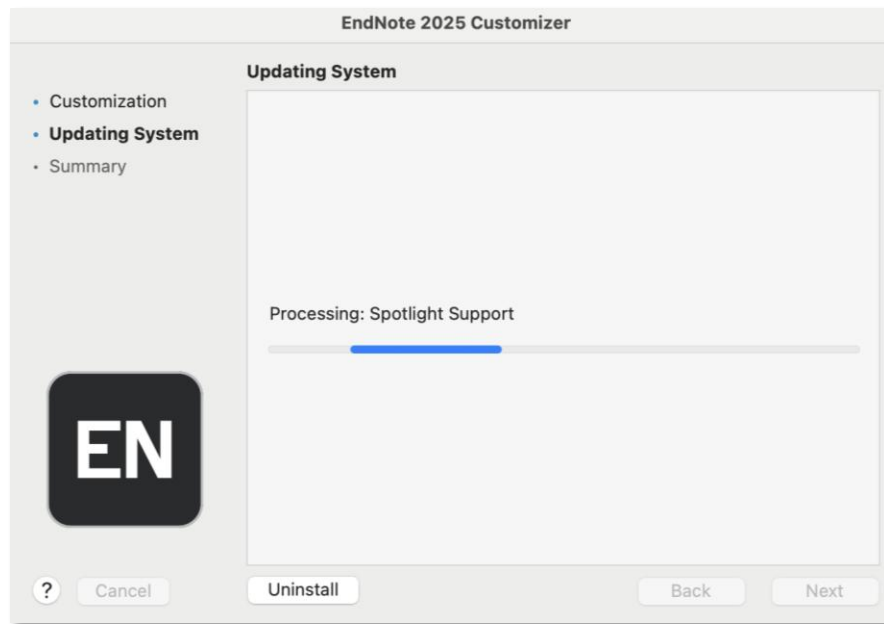 EndNote 2025 Customizer
Updating System
Customization
Updating System
Summary
Processing: Spotlight Support
EN
?
Cancel
Uninstall
Back
Next